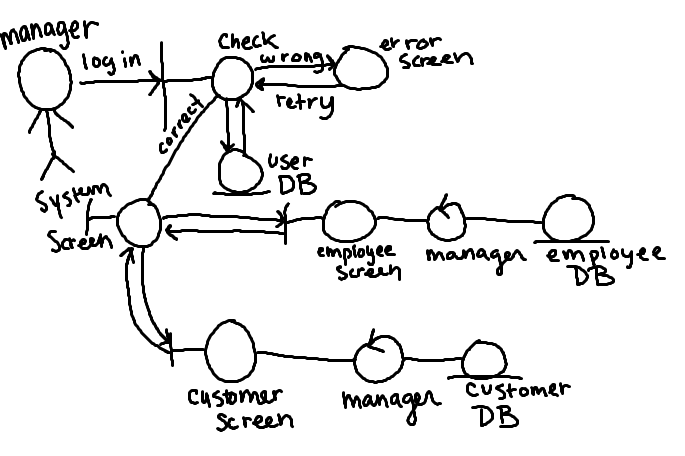 manager
log in
Check
wrong
error
screen
retry
correct
user
DB
System
Screen
employee
screen
manager
employee
DB
customer
screen
manager
customer
DB